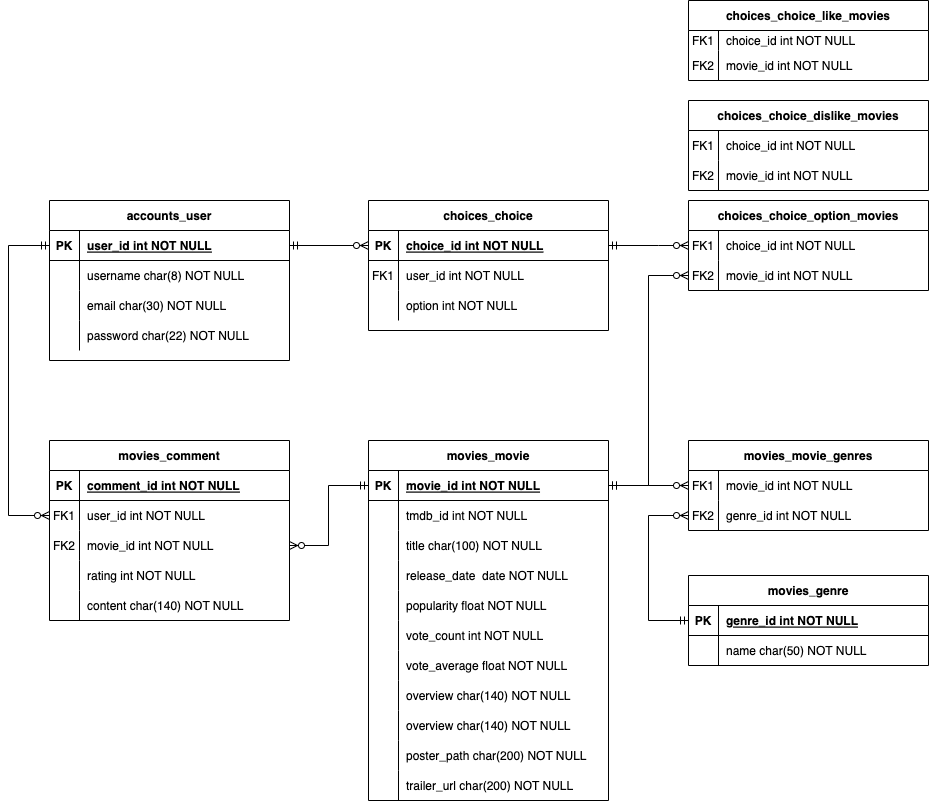 choices_choice_like_movies
FK1 choice_id int NOT NULL
FK2 movie_id int NOT NULL
choices_choice_dislike_movies
FK1 choice_id int NOT NULL
FK2 movie_id int NOT NULL
accounts_user
PK user_id int NOT NULL
username char(8) NOT NULL
email char(30) NOT NULL
password char(22) NOT NULL
choices_choice
PK choice_id int NOT NULL
FK1 user_id int NOT NULL
option int NOT NULL
choices_choice_option_movies
FK1 choice_id int NOT NULL
FK2 movie_id int NOT NULL
movies_comment
PK comment_id int NOT NULL
FK1 user_id int NOT NULL
FK2 movie_id int NOT NULL
rating int NOT NULL
content char(140) NOT NULL
movies_movie
PK movie_id int NOT NULL
tmdb_id int NOT NULL
title char(100) NOT NULL
release_date  date NOT NULL
popularity float NOT NULL
vote_count int NOT NULL
vote_average float NOT NULL
overview char(140) NOT NULL
overview char(140) NOT NULL
poster_path char(200) NOT NULL
trailer_url char(200) NOT NULL
movies_movie_genres
FK1 movie_id int NOT NULL
FK2 genre_id int NOT NULL
movies_genre
PK genre_id int NOT NULL
name char(50) NOT NULL